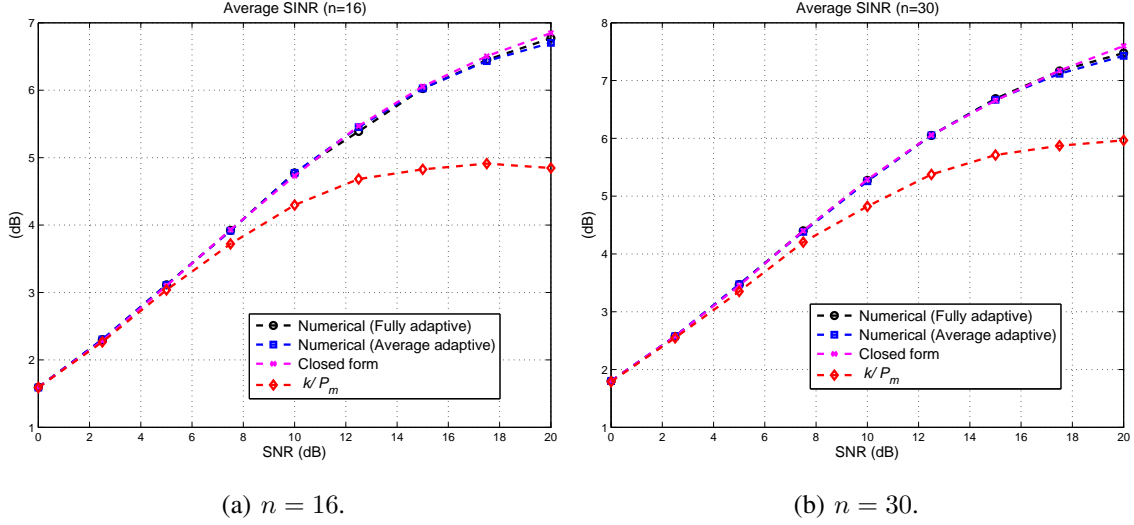 Average SINR (n=16)
7
6
5
4
3
2
1
(dB)
Numerical (Fully adaptive)
Numerical (Average adaptive)
Closed form
k/P_m
0 2 4 6 8 10 12 14 16 18 20
SNR (dB)
(a) n = 16.
Average SINR (n=30)
8
7
6
5
4
3
2
1
(dB)
Numerical (Fully adaptive)
Numerical (Average adaptive)
Closed form
k/P_m
0 2 4 6 8 10 12 14 16 18 20
SNR (dB)
(b) n = 30.